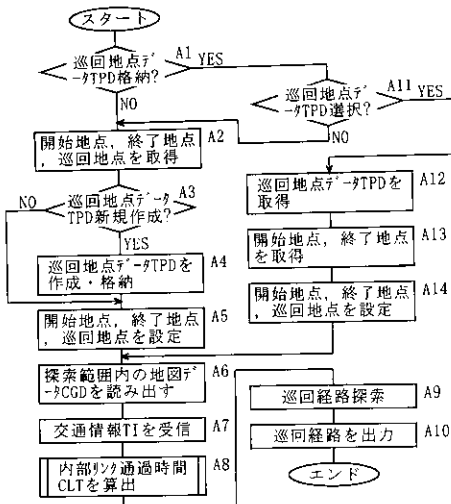 スタート
巡回地点デ
ータTPD格納?
A1
YES
NO
巡回地点デ
ータTPD選択?
A11
YES
NO
開始地点，終了地点
，巡回地点を取得
A2
巡回地点データ
TPD新規作成?
A3
NO
YES
巡回地点データTPDを
作成・格納
A4
開始地点，終了地点
，巡回地点を設定
A5
巡回地点データTPDを
取得
A12
開始地点，終了地点
を取得
A13
開始地点，終了地点
，巡回地点を設定
A14
探索範囲内の地図デ
ータCGDを読み出す
A6
交通情報TIを受信
A7
内部リンク通過時間
CLTを算出
A8
巡回経路探索
A9
巡回経路を出力
A10
エンド